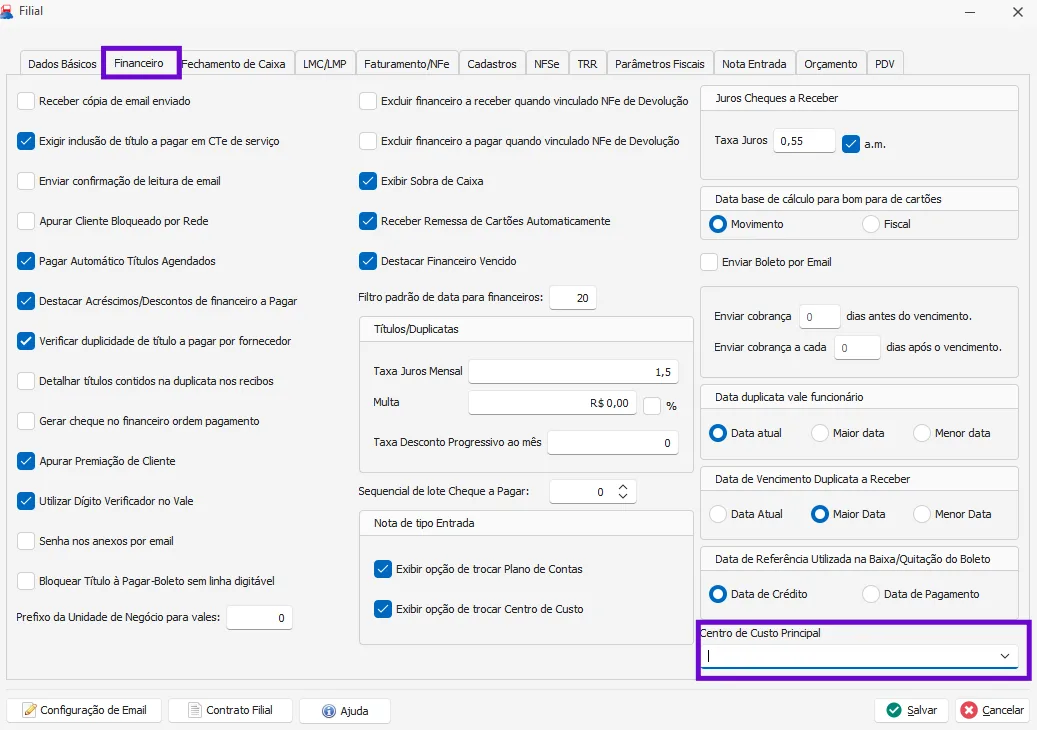 Filial
Dados Básicos
Financeiro
Fechamento de Caixa
LMC/LMP
Faturamento/NFe
Cadastros
NFSe
TRR
Parâmetros Fiscais
Nota Entrada
Orçamento
PDV
Receber cópia de email enviado
Exigir inclusão de título a pagar em CTe de serviço
Enviar confirmação de leitura de email
Apurar Cliente Bloqueado por Rede
Pagar Automático Títulos Agendados
Destacar Acréscimos/Descontos de financeiro a Pagar
Verificar duplicidade de título a pagar por fornecedor
Detalhar títulos contidos na duplicata nos recibos
Gerar cheque no financeiro ordem pagamento
Apurar Premiação de Cliente
Utilizar Dígito Verificador no Vale
Senha nos anexos por email
Bloquear Título à Pagar-Boleto sem linha digitável
Prefixo da Unidade de Negócio para vales: 0
Excluir financeiro a receber quando vinculado NFe de Devolução
Excluir financeiro a pagar quando vinculado NFe de Devolução
Exibir Sobra de Caixa
Receber Remessa de Cartões Automaticamente
Destacar Financeiro Vencido
Filtro padrão de data para financeiros: 20
Títulos/Duplicatas
Taxa Juros Mensal 1,5
Multa R$ 0,00 %
Taxa Desconto Progressivo ao mês 0
Sequencial de lote Cheque a Pagar: 0
Nota de tipo Entrada
Exibir opção de trocar Plano de Contas
Exibir opção de trocar Centro de Custo
Juros Cheques a Receber
Taxa Juros 0,55 a.m.
Data base de cálculo para bom para de cartões
Movimento Fiscal
Enviar Boleto por Email
Enviar cobrança 0 dias antes do vencimento.
Enviar cobrança a cada 0 dias após o vencimento.
Data duplicata vale funcionário
Data atual Maior data Menor data
Data de Vencimento Duplicata a Receber
Data Atual Maior Data Menor Data
Data de Referência Utilizada na Baixa/Quitação do Boleto
Data de Crédito Data de Pagamento
Centro de Custo Principal
Configuração de Email
Contrato Filial
Ajuda
Salvar
Cancelar